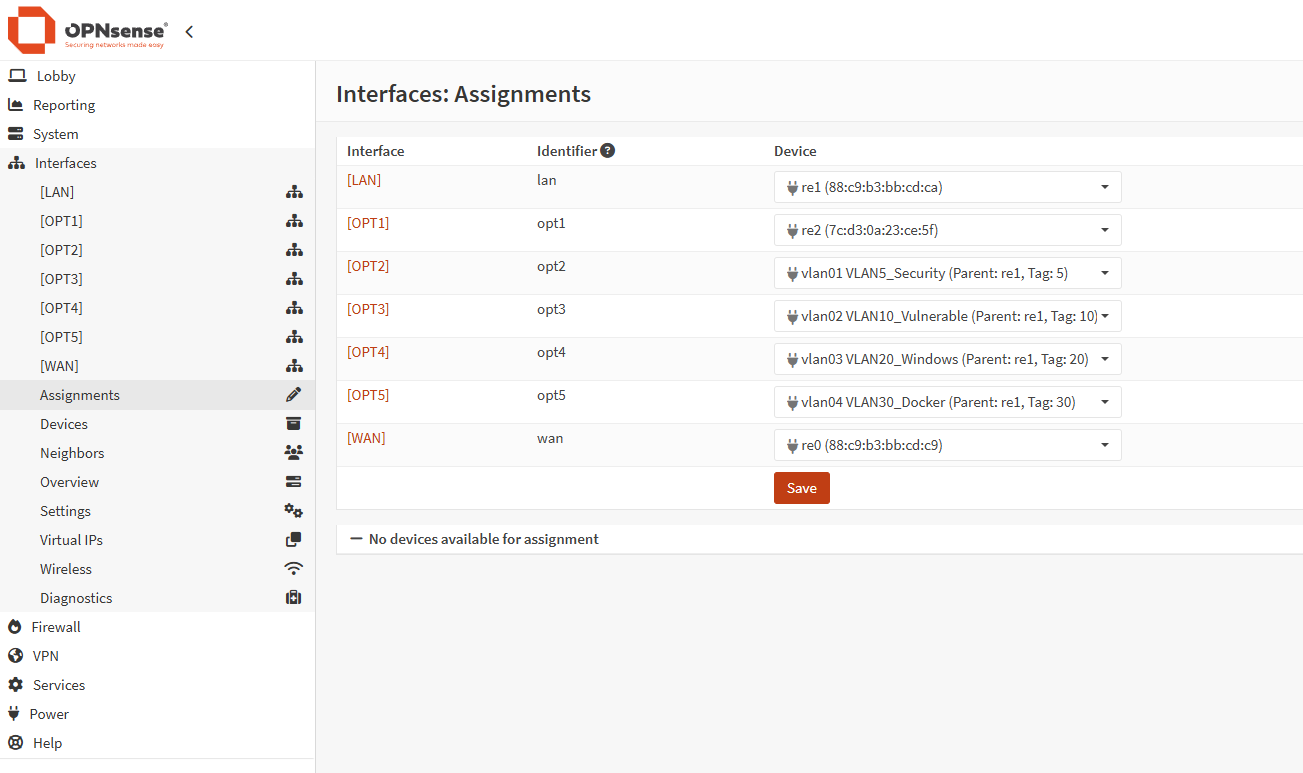 OPNsense®
Securing networks made easy
Lobby
Reporting
System
Interfaces
[LAN]
[OPT1]
[OPT2]
[OPT3]
[OPT4]
[OPT5]
[WAN]
Assignments
Devices
Neighbors
Overview
Settings
Virtual IPs
Wireless
Diagnostics
Firewall
VPN
Services
Power
Help
Interfaces: Assignments
Interface Identifier ? Device
[LAN] lan re1 (88:c9:b3:bb:cd:ca)
[OPT1] opt1 re2 (7c:d3:0a:23:ce:5f)
[OPT2] opt2 vlan01 VLAN5_Security (Parent: re1, Tag: 5)
[OPT3] opt3 vlan02 VLAN10_Vulnerable (Parent: re1, Tag: 10)
[OPT4] opt4 vlan03 VLAN20_Windows (Parent: re1, Tag: 20)
[OPT5] opt5 vlan04 VLAN30_Docker (Parent: re1, Tag: 30)
[WAN] wan re0 (88:c9:b3:bb:cd:c9)
Save
No devices available for assignment